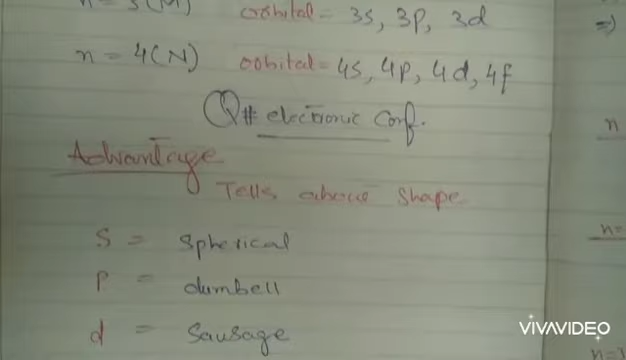 n = 3(M) orbital = 3s, 3p, 3d
n = 4(N) orbital = 4s, 4p, 4d, 4f
Q# electronic Conf.
Advantage
Tells about Shape
S = Spherical
P = dumbell
d = Sausage
=)
n
n=
n=
VIVAVIDEO